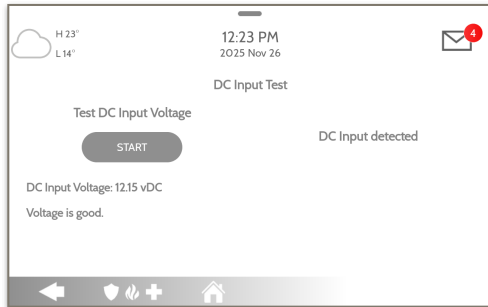 H 23°
L 14°
12:23 PM
2025 Nov 26
4
DC Input Test
Test DC Input Voltage
START
DC Input detected
DC Input Voltage: 12.15 vDC
Voltage is good.